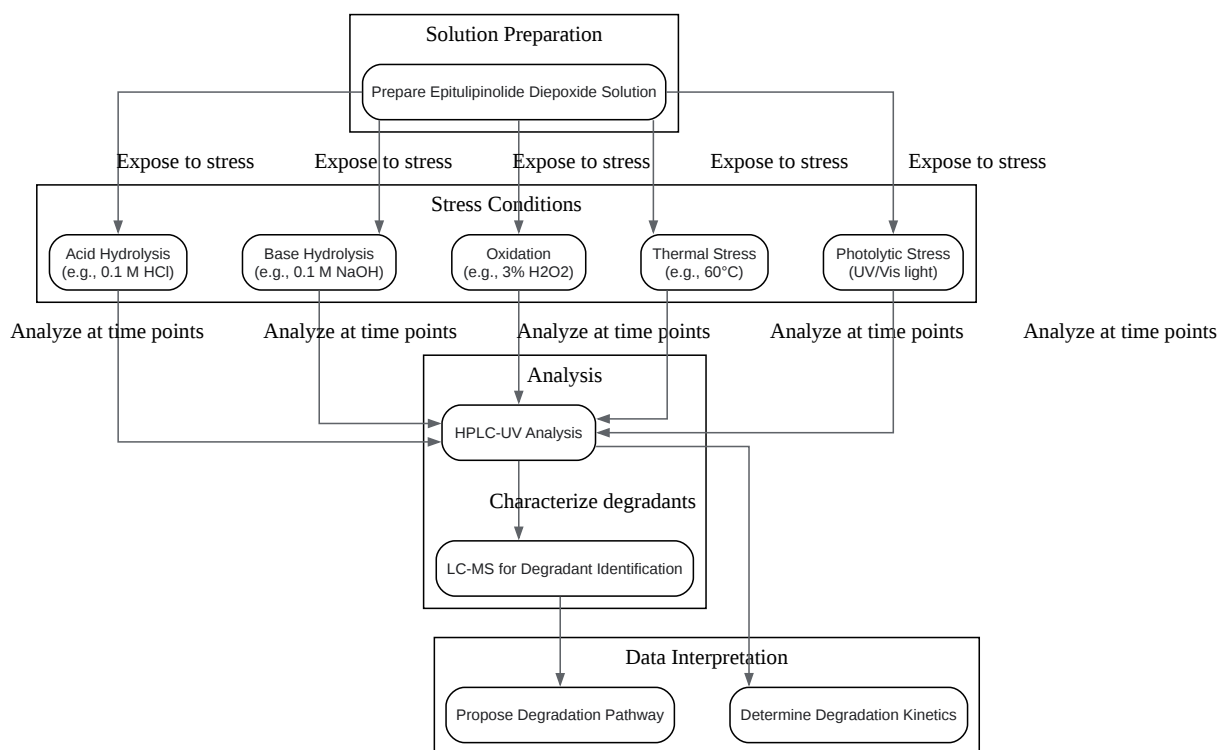 Solution Preparation
Prepare Epitulipinolide Diepoxide Solution
Expose to stress
Expose to stress
Expose to stress
Expose to stress
Expose to stress
Stress Conditions
Acid Hydrolysis
(e.g., 0.1 M HCl)
Base Hydrolysis
(e.g., 0.1 M NaOH)
Oxidation
(e.g., 3% H2O2)
Thermal Stress
(e.g., 60°C)
Photolytic Stress
(UV/Vis light)
Analyze at time points
Analyze at time points
Analyze at time points
Analyze at time points
Analyze at time points
Analysis
HPLC-UV Analysis
Characterize degradants
LC-MS for Degradant Identification
Data Interpretation
Propose Degradation Pathway
Determine Degradation Kinetics